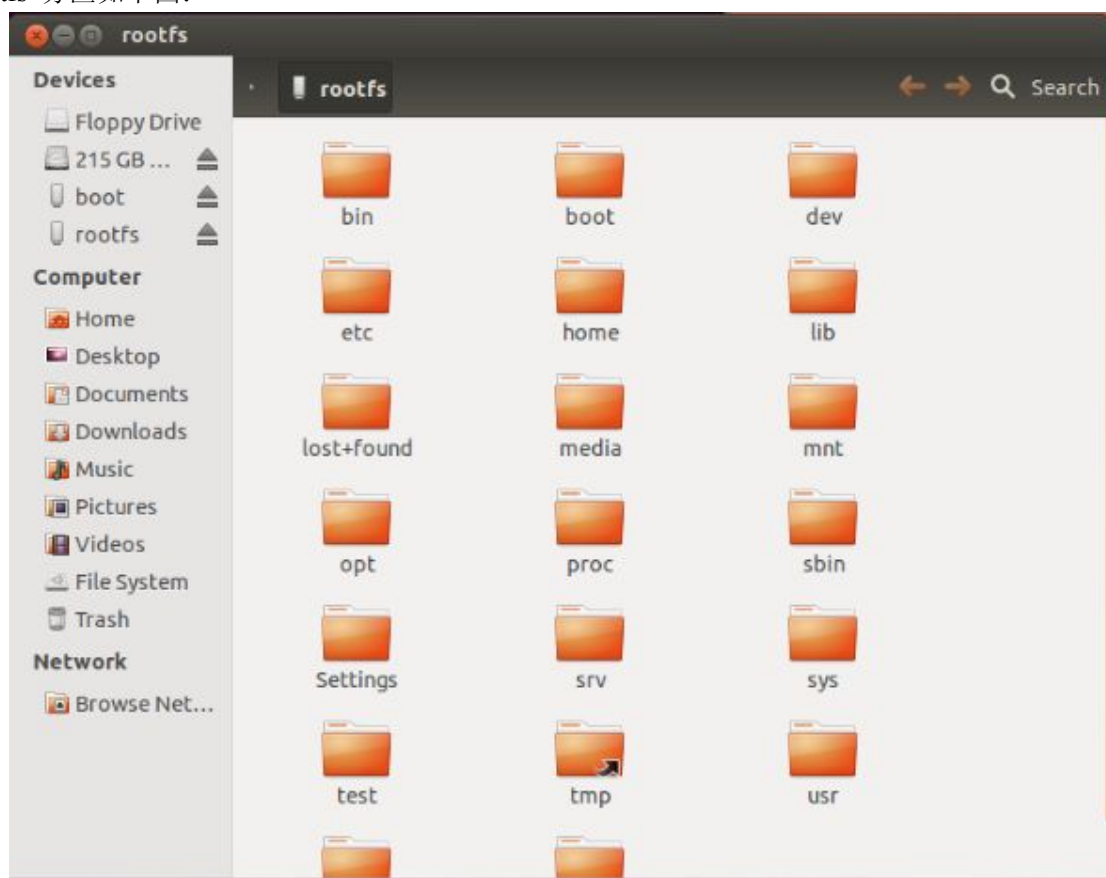 rootfs
Devices
Floppy Drive
215 GB ...
boot
rootfs
Computer
Home
Desktop
Documents
Downloads
Music
Pictures
Videos
File System
Trash
Network
Browse Net...
rootfs
Search
bin boot dev
etc home lib
lost+found media mnt
opt proc sbin
Settings srv sys
test tmp usr